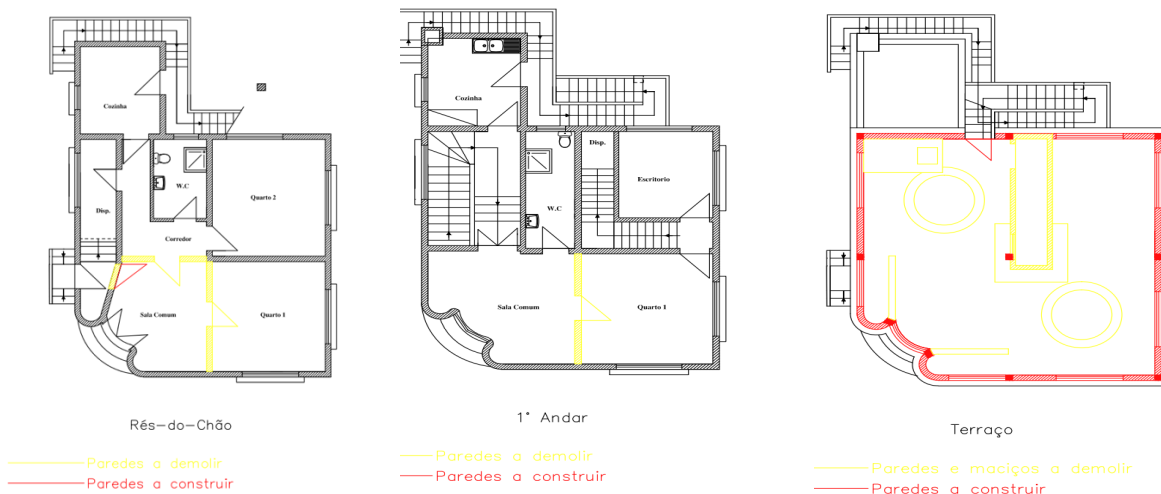 Cozinha
W.C
Quarto 2
Disp.
Corredor
Sala Comum
Quarto 1
Rés-do-Chão
Paredes a demolir
Paredes a construir
Cozinha
Disp.
Escritorio
W.C
Sala Comum
Quarto 1
1° Andar
Paredes a demolir
Paredes a construir
Terraço
Paredes e maciços a demolir
Paredes a construir